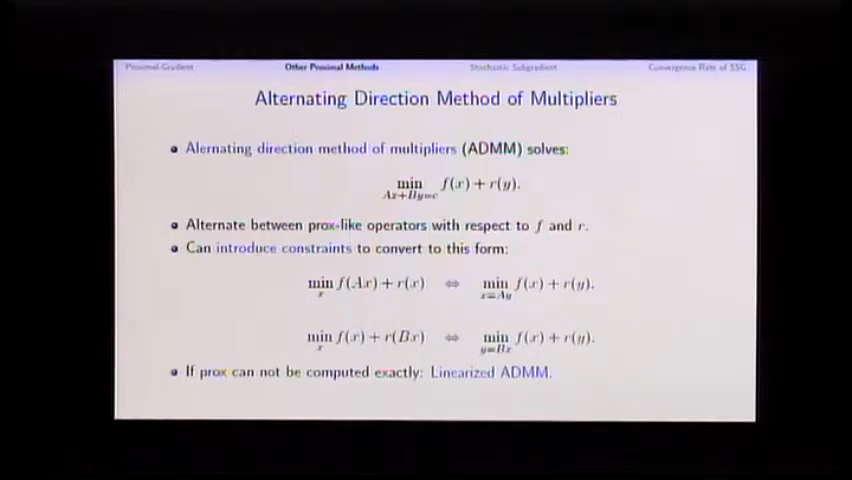 Proximal-Gradient Other Proximal Methods Stochastic Subgradient Convergence Rate of SSG
Alternating Direction Method of Multipliers
Alernating direction method of multipliers (ADMM) solves:
min f(x) + r(y).
Ax+By=c
Alternate between prox-like operators with respect to f and r.
Can introduce constraints to convert to this form:
min f(Ax) + r(x) ⇔ min f(x) + r(y).
x x=Ay
min f(x) + r(Bx) ⇔ min f(x) + r(y).
x y=Bx
If prox can not be computed exactly: Linearized ADMM.